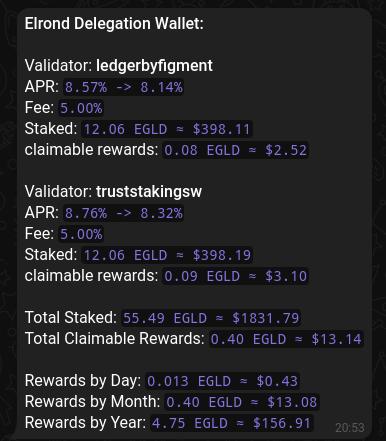 Elrond Delegation Wallet:
Validator: ledgerbyfigment
APR: 8.57% -> 8.14%
Fee: 5.00%
Staked: 12.06 EGLD ≈ $398.11
claimable rewards: 0.08 EGLD ≈ $2.52
Validator: truststakingsw
APR: 8.76% -> 8.32%
Fee: 5.00%
Staked: 12.06 EGLD ≈ $398.19
claimable rewards: 0.09 EGLD ≈ $3.10
Total Staked: 55.49 EGLD ≈ $1831.79
Total Claimable Rewards: 0.40 EGLD ≈ $13.14
Rewards by Day: 0.013 EGLD ≈ $0.43
Rewards by Month: 0.40 EGLD ≈ $13.08
Rewards by Year: 4.75 EGLD ≈ $156.91
20:53